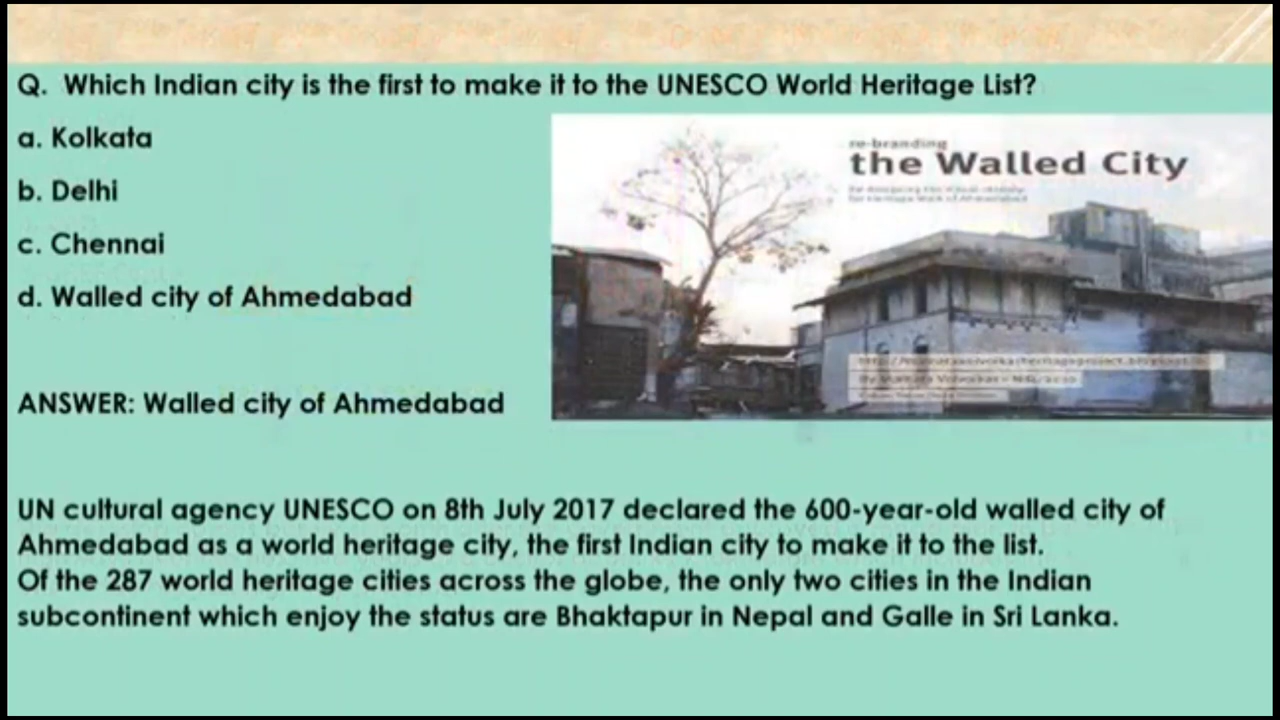 Q. Which Indian city is the first to make it to the UNESCO World Heritage List?
a. Kolkata
b. Delhi
c. Chennai
d. Walled city of Ahmedabad
re-branding
the Walled City
ANSWER: Walled city of Ahmedabad
UN cultural agency UNESCO on 8th July 2017 declared the 600-year-old walled city of
Ahmedabad as a world heritage city, the first Indian city to make it to the list.
Of the 287 world heritage cities across the globe, the only two cities in the Indian
subcontinent which enjoy the status are Bhaktapur in Nepal and Galle in Sri Lanka.